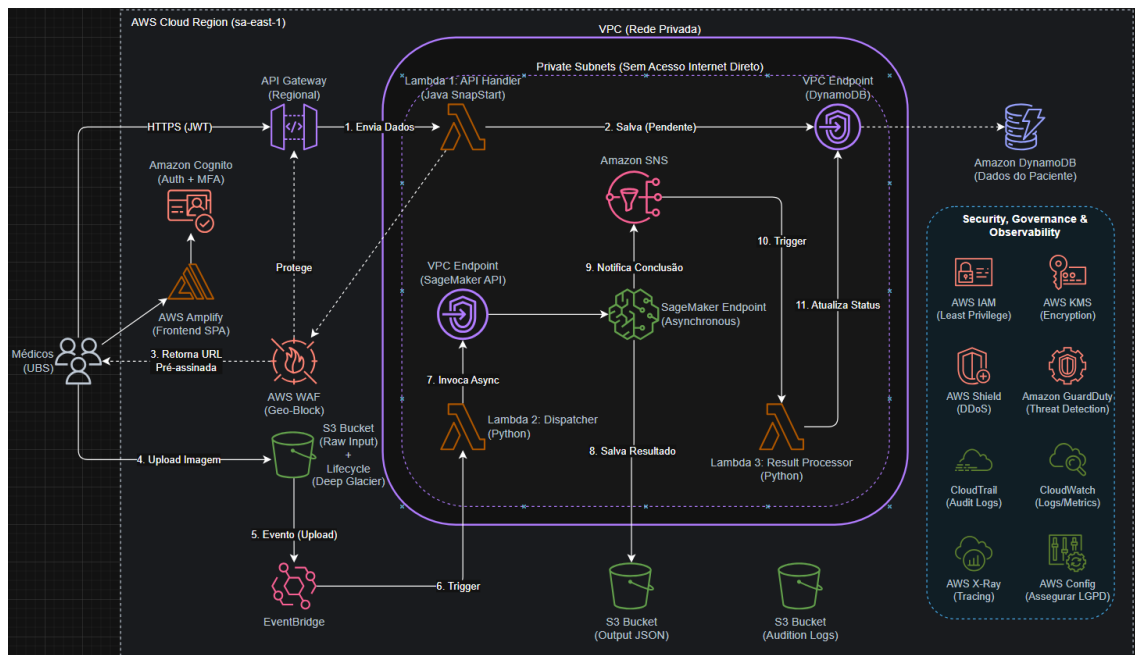 AWS Cloud Region (sa-east-1)
VPC (Rede Privada)
Private Subnets (Sem Acesso Internet Direto)
API Gateway
(Regional)
Lambda 1: API Handler
(Java SnapStart)
VPC Endpoint
(DynamoDB)
HTTPS (JWT)
1. Envia Dados
2. Salva (Pendente)
Amazon DynamoDB
(Dados do Paciente)
Amazon Cognito
(Auth + MFA)
Amazon SNS
Security, Governance &
Observability
10. Trigger
Protege
VPC Endpoint
(SageMaker API)
9. Notifica Conclusão
SageMaker Endpoint
(Asynchronous)
11. Atualiza Status
AWS IAM
(Least Privilege)
AWS KMS
(Encryption)
AWS Amplify
(Frontend SPA)
Médicos
(UBS)
3. Retorna URL
Pré-assinada
AWS WAF
(Geo-Block)
7. Invoca Async
AWS Shield
(DDoS)
Amazon GuardDuty
(Threat Detection)
Lambda 2: Dispatcher
(Python)
S3 Bucket
(Raw Input)
+
Lifecycle
(Deep Glacier)
4. Upload Imagem
8. Salva Resultado
Lambda 3: Result Processor
(Python)
CloudTrail
(Audit Logs)
CloudWatch
(Logs/Metrics)
5. Evento (Upload)
6. Trigger
EventBridge
S3 Bucket
(Output JSON)
S3 Bucket
(Audition Logs)
AWS X-Ray
(Tracing)
AWS Config
(Assegurar LGPD)